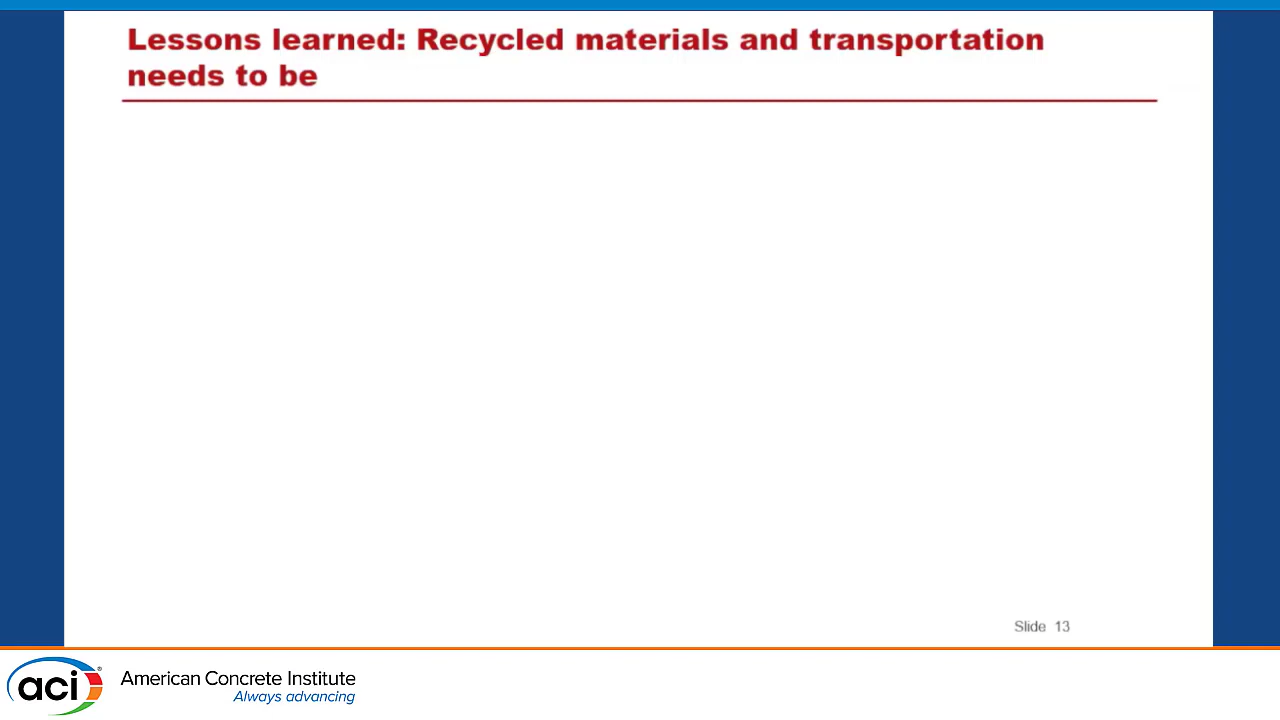 Lessons learned: Recycled materials and transportation
needs to be
Slide 13
aci®
American Concrete Institute
Always advancing